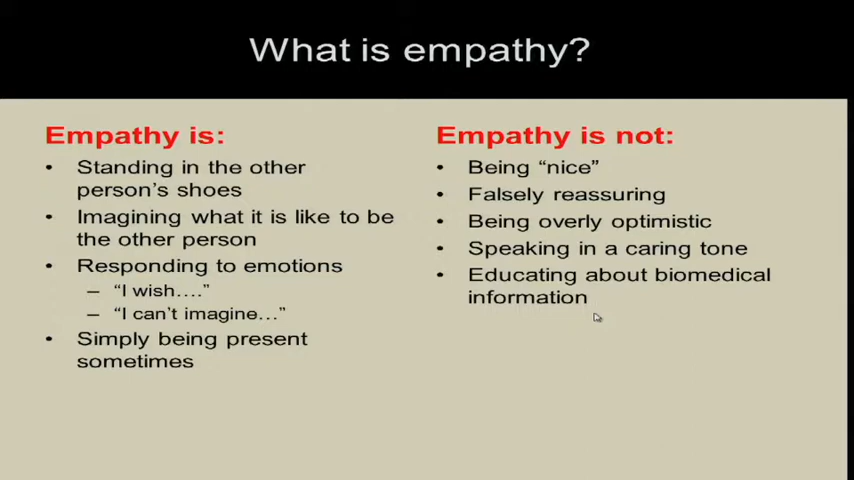 What is empathy?
Empathy is:
• Standing in the other
person's shoes
• Imagining what it is like to be
the other person
• Responding to emotions
– “I wish….”
– “I can't imagine…”
• Simply being present
sometimes
Empathy is not:
• Being “nice”
• Falsely reassuring
• Being overly optimistic
• Speaking in a caring tone
• Educating about biomedical
information